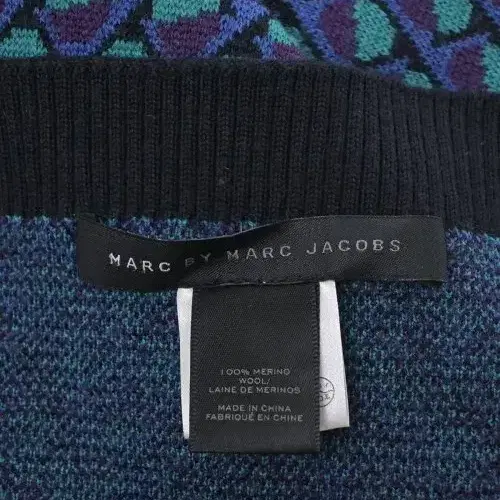 MARC BY MARC JACOBS
100% MERINO
WOOL/
LAINE DE MERINOS
MADE IN CHINA
FABRIQUÉ EN CHINE